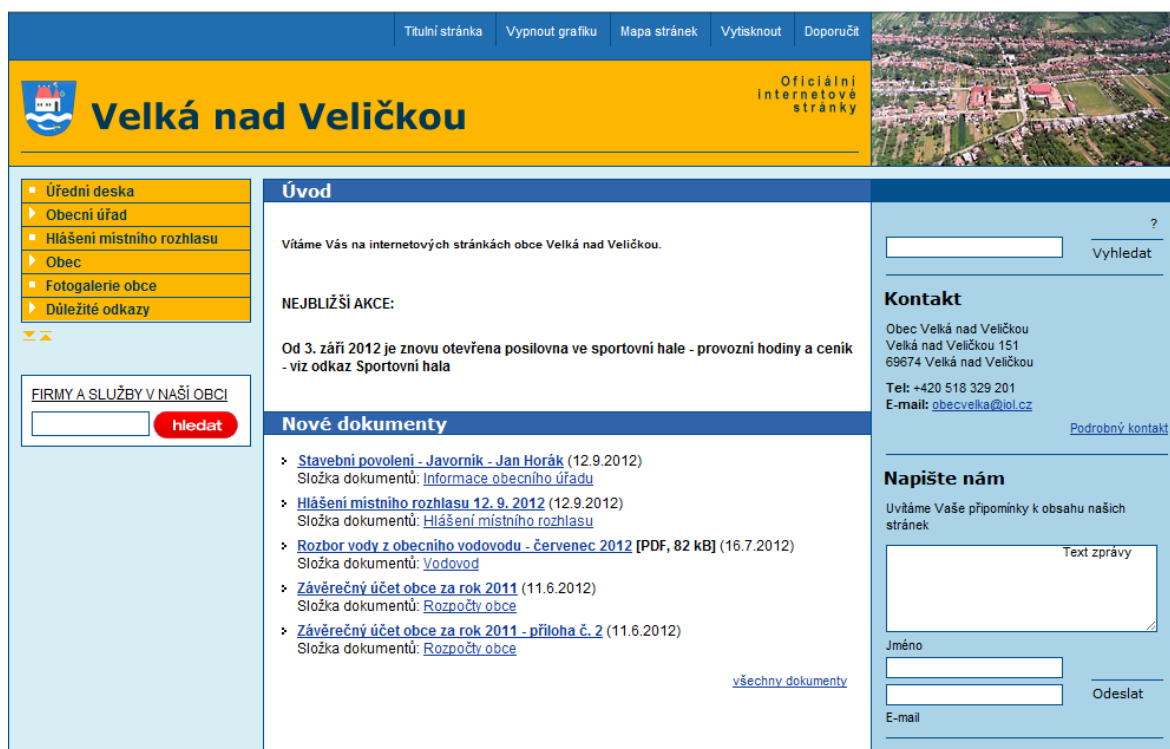 Titulní stránka
Vypnout grafiku
Mapa stránek
Vytisknout
Doporučit
Velká nad Veličkou
Oficiální
internetové
stránky
Úřední deska
Obecní úřad
Hlášení místního rozhlasu
Obec
Fotogalerie obce
Důležité odkazy
FIRMY A SLUŽBY V NAŠÍ OBCI
hledat
Úvod
Vítáme Vás na internetových stránkách obce Velká nad Veličkou.
NEJBLIŽŠÍ AKCE:
Od 3. září 2012 je znovu otevřena posilovna ve sportovní hale - provozní hodiny a ceník
- viz odkaz Sportovní hala
Nové dokumenty
Stavební povolení - Javorník - Jan Horák (12.9.2012)
Složka dokumentů: Informace obecního úřadu
Hlášení místního rozhlasu 12. 9. 2012 (12.9.2012)
Složka dokumentů: Hlášení místního rozhlasu
Rozbor vody z obecního vodovodu - červenec 2012 [PDF, 82 kB] (16.7.2012)
Složka dokumentů: Vodovod
Závěrečný účet obce za rok 2011 (11.6.2012)
Složka dokumentů: Rozpočty obce
Závěrečný účet obce za rok 2011 - příloha č. 2 (11.6.2012)
Složka dokumentů: Rozpočty obce
všechny dokumenty
?
Vyhledat
Kontakt
Obec Velká nad Veličkou
Velká nad Veličkou 151
69674 Velká nad Veličkou
Tel: +420 518 329 201
E-mail: obecvelka@iol.cz
Podrobný kontakt
Napište nám
Uvítáme Vaše připomínky k obsahu našich
stránek
Text zprávy
Jméno
Odeslat
E-mail